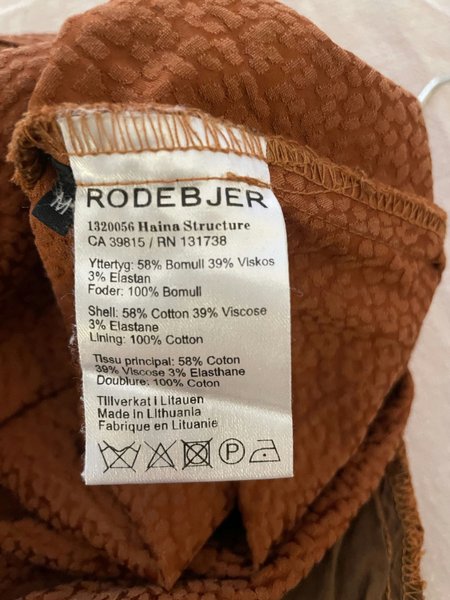 M
RODEBJER
1320056 Haina Structure
CA 39815 / RN 131738
Yttertyg: 58% Bomull 39% Viskos
3% Elastan
Foder: 100% Bomull
Shell: 58% Cotton 39% Viscose
3% Elastane
Lining: 100% Cotton
Tissu principal: 58% Coton
39% Viscose 3% Elasthane
Doublure: 100% Coton
Tillverkat i Litauen
Made in Lithuania
Fabrique en Lituanie
P